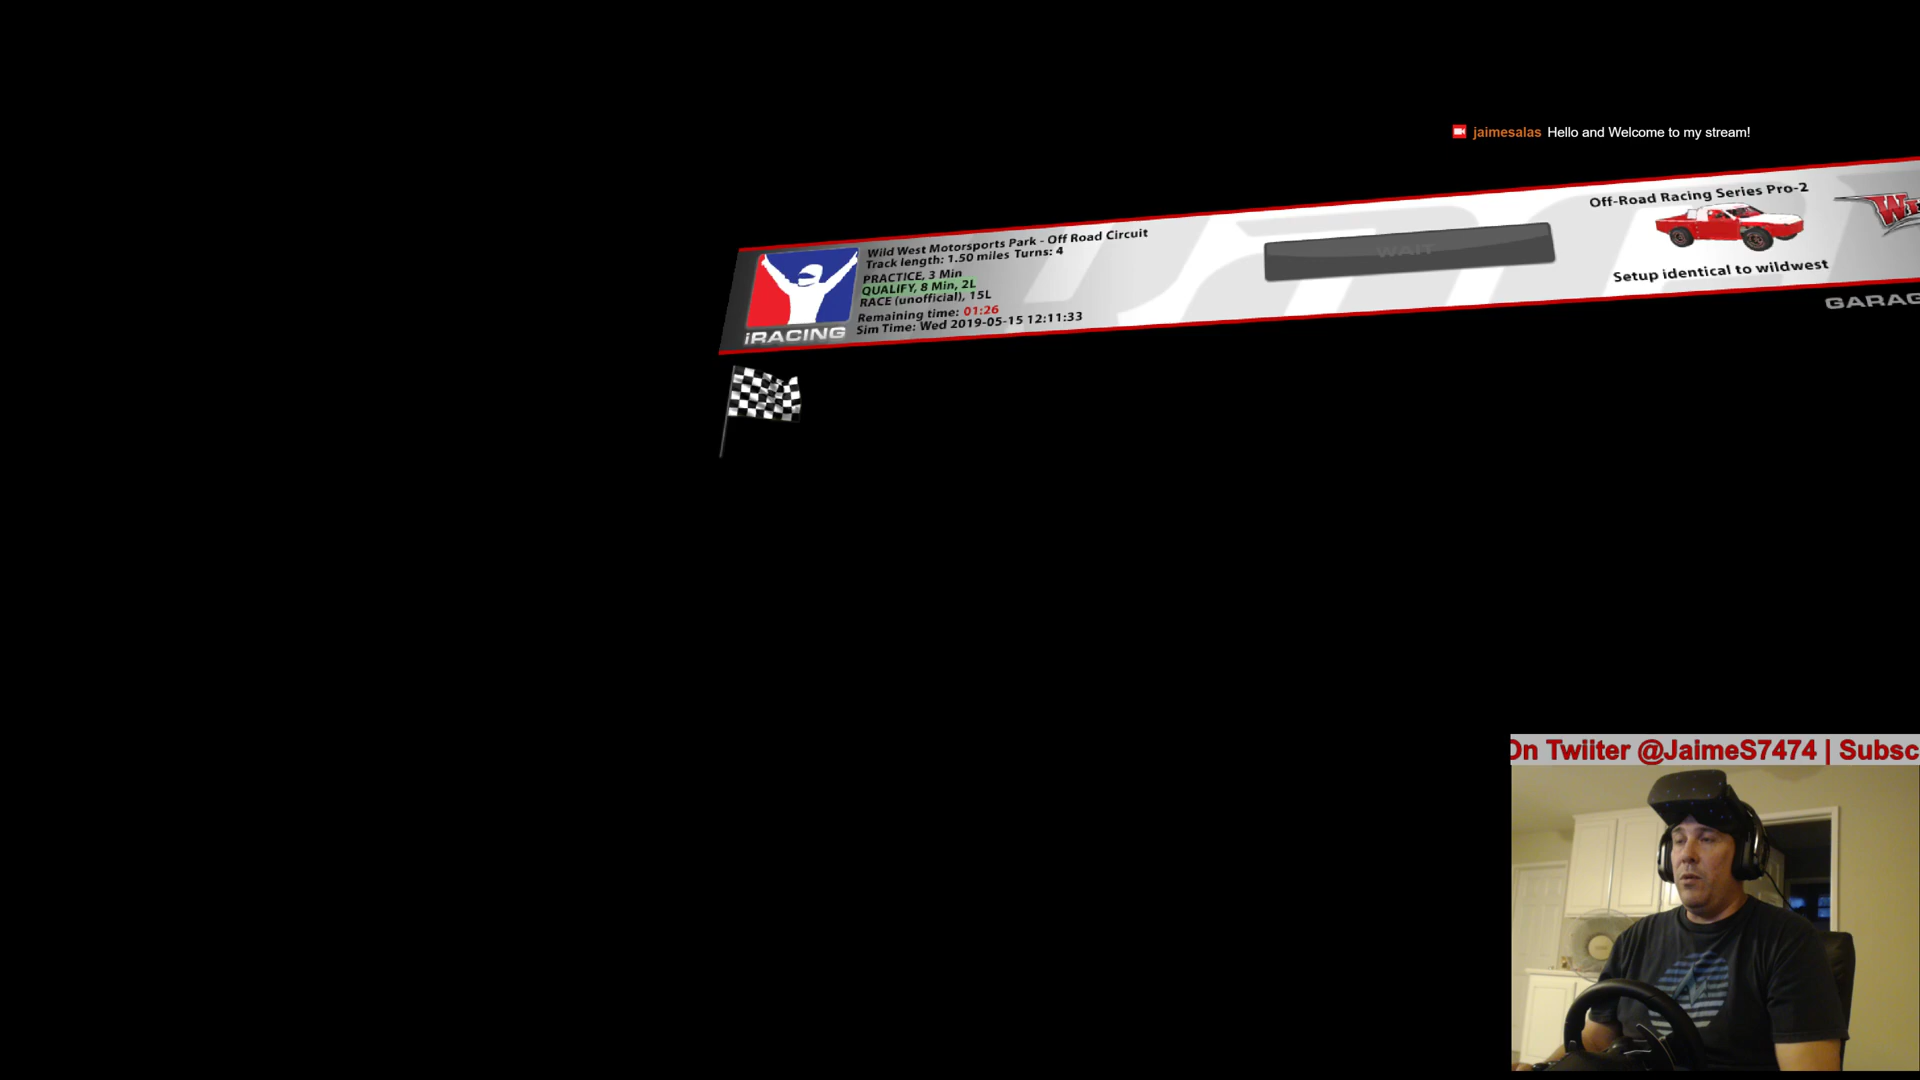 jaimesalas Hello and Welcome to my stream!
Off-Road Racing Series Pro-2
Wild West Motorsports Park - Off Road Circuit
Track length: 1.50 miles Turns: 4
PRACTICE, 3 Min
QUALIFY, 8 Min, 2L
RACE (unofficial), 15L
Remaining time: 01:26
Sim Time: Wed 2019-05-15 12:11:33
iRACING
WAIT
Setup identical to wildwest
GARAG
On Twiiter @JaimeS7474 | Subsc